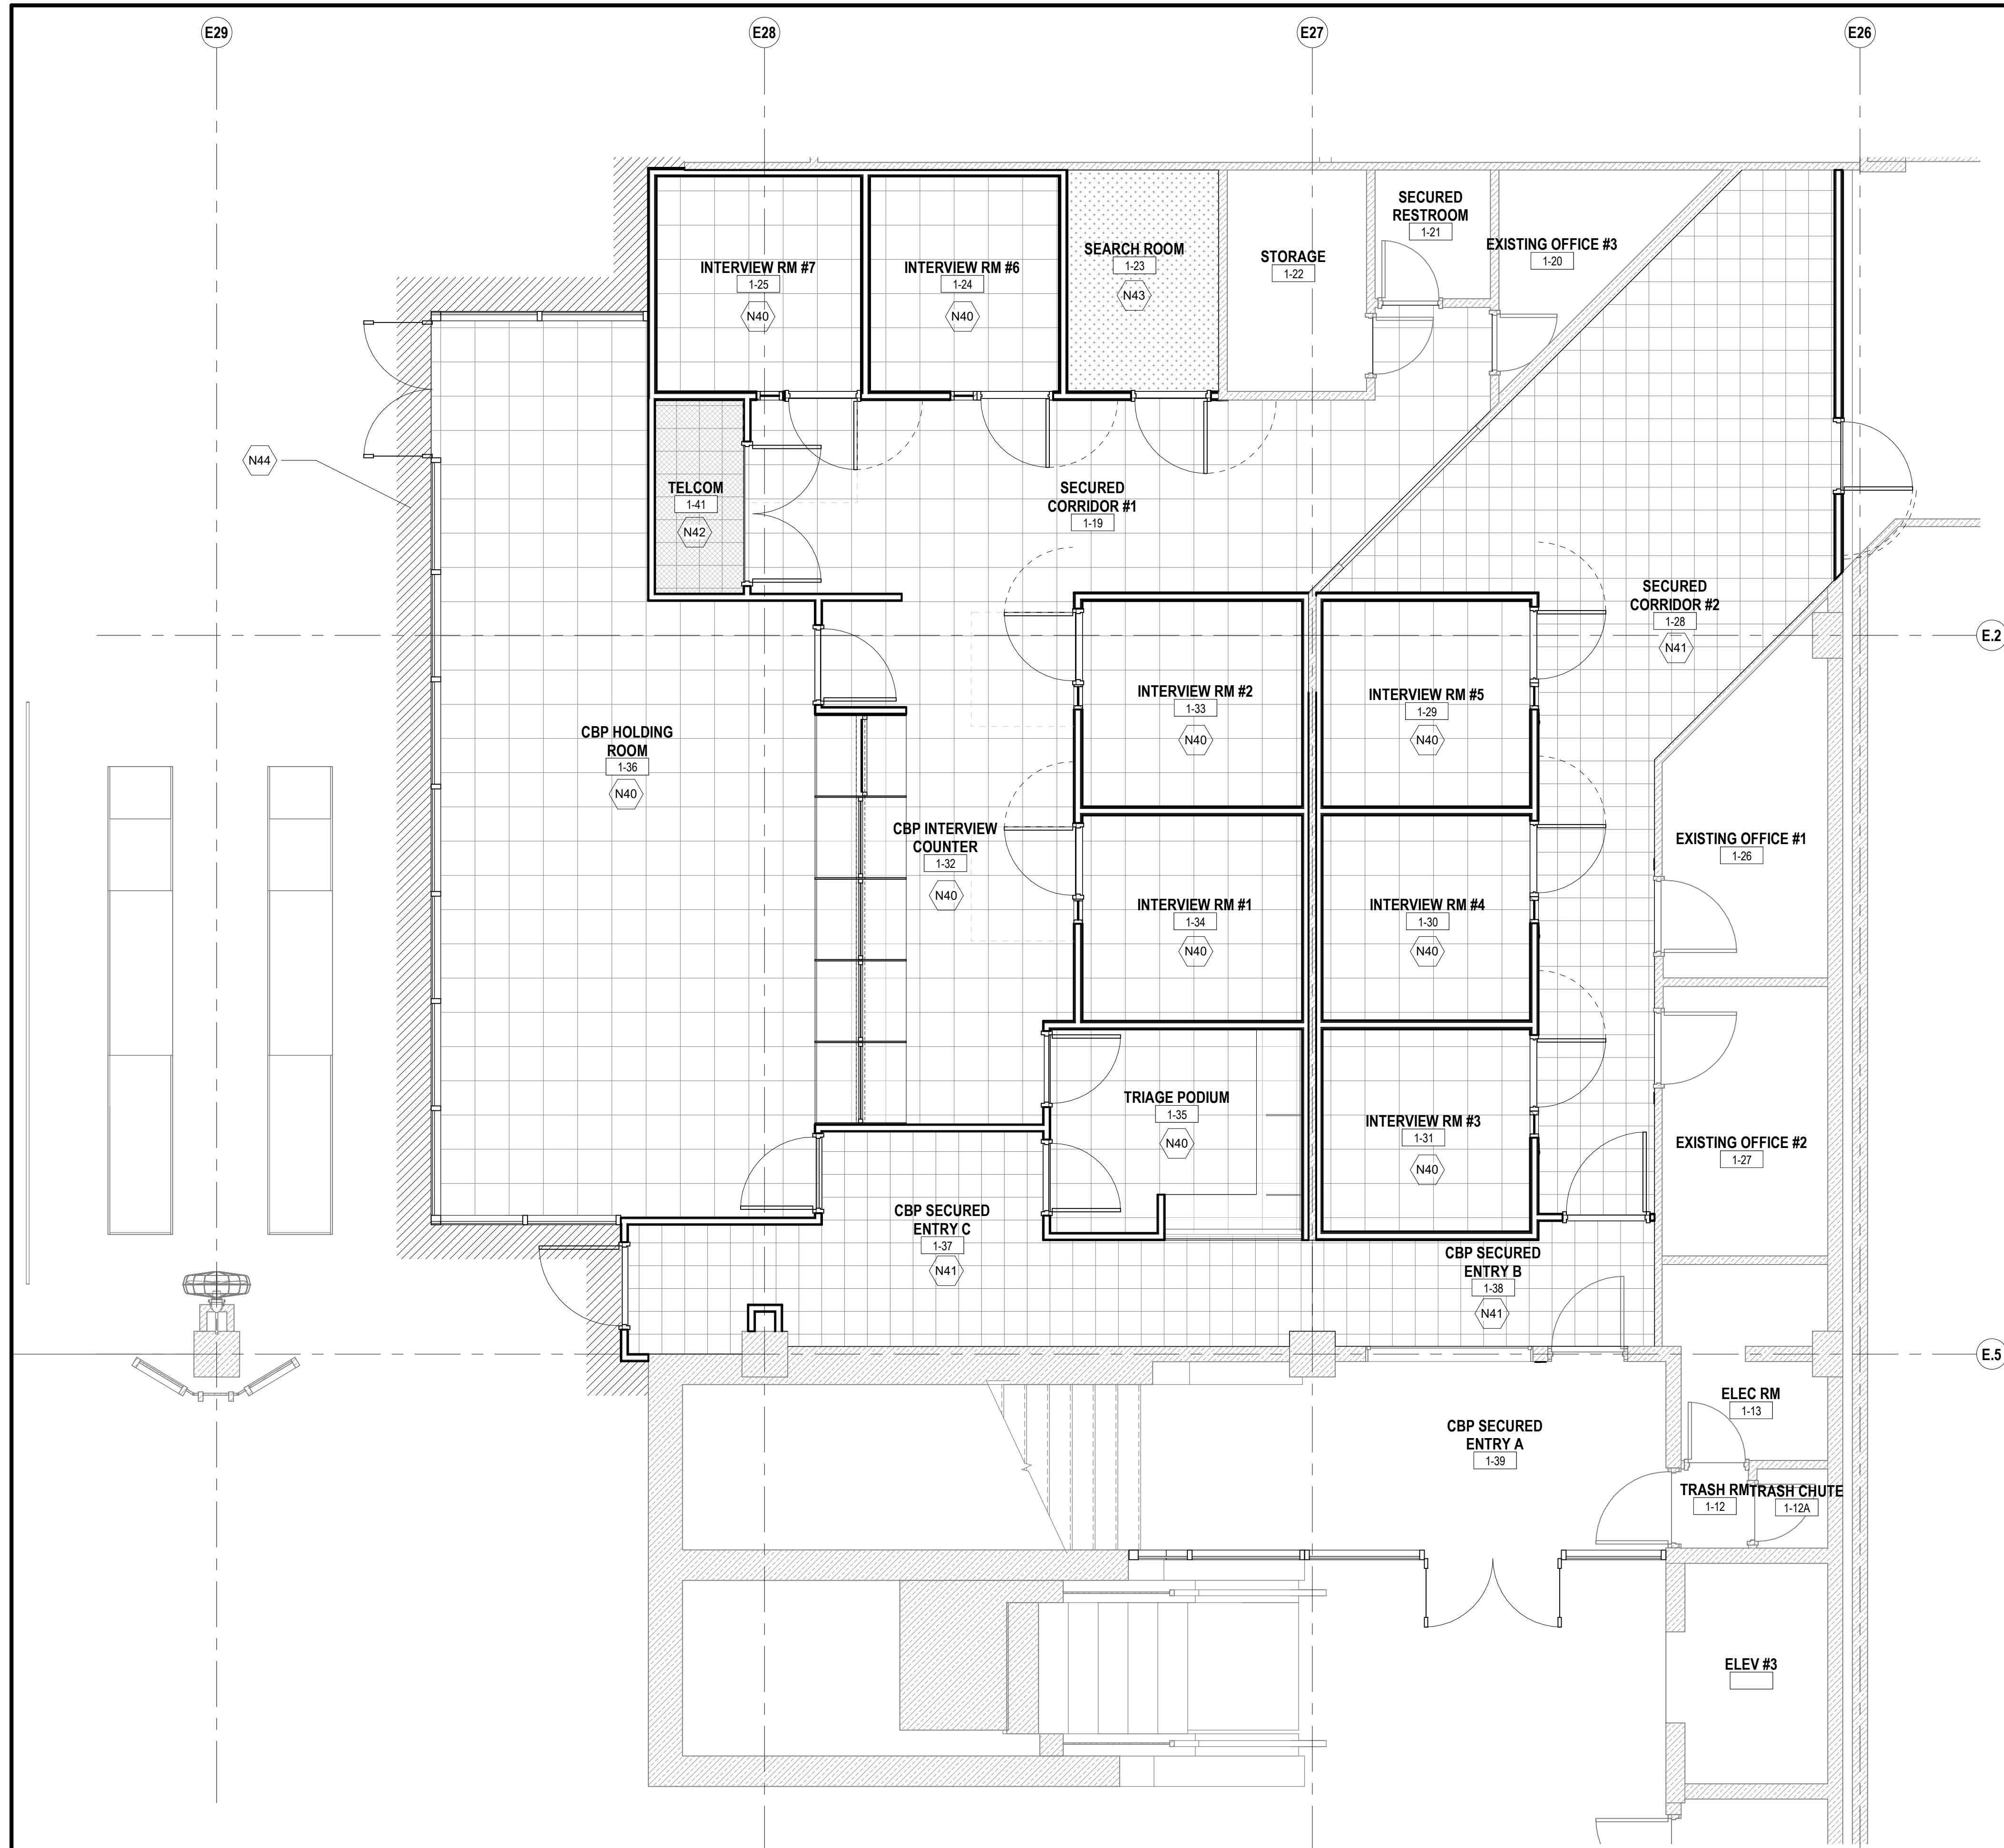 E29
E28
E27
E26
SECURED
RESTROOM
1-21
EXISTING OFFICE #3
1-20
SEARCH ROOM
1-23
N43
STORAGE
1-22
INTERVIEW RM #7
1-25
N40
INTERVIEW RM #6
1-24
N40
N44
TELCOM
1-41
N42
SECURED
CORRIDOR #1
1-19
SECURED
CORRIDOR #2
1-28
N41
E.2
INTERVIEW RM #2
1-33
N40
INTERVIEW RM #5
1-29
N40
CBP HOLDING
ROOM
1-36
N40
CBP INTERVIEW
COUNTER
1-32
N40
EXISTING OFFICE #1
1-26
INTERVIEW RM #1
1-34
N40
INTERVIEW RM #4
1-30
N40
TRIAGE PODIUM
1-35
N40
INTERVIEW RM #3
1-31
N40
EXISTING OFFICE #2
1-27
CBP SECURED
ENTRY C
1-37
N41
CBP SECURED
ENTRY B
1-38
N41
E.5
ELEC RM
1-13
CBP SECURED
ENTRY A
1-39
TRASH RM
1-12
TRASH CHUTE
1-12A
ELEV #3